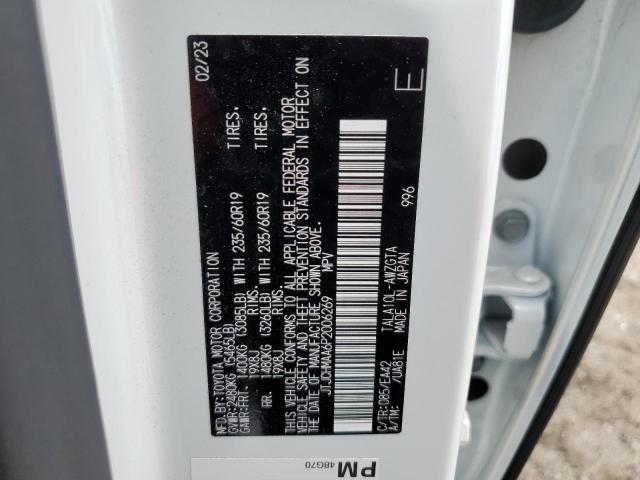 MFD.BY:TOYOTA MOTOR CORPORATION 02/23
GVWR:2480KG (5465LB)
GAWR:FRT. 1400KG (3085LB) WITH 235/60R19 TIRES,
19X8J RIMS,
RR. 1480KG (3260LB) WITH 235/60R19 TIRES,
19X8J RIMS,
THIS VEHICLE CONFORMS TO ALL APPLICABLE FEDERAL MOTOR
VEHICLE SAFETY AND THEFT PREVENTION STANDARDS IN EFFECT ON
THE DATE OF MANUFACTURE SHOWN ABOVE.
JTJCHMAA6P2006269 MPV
E
C/TR:085/EA42 TALA10L-AWZGTA
A/TM: /UA81E MADE IN JAPAN 996
PM
48G70